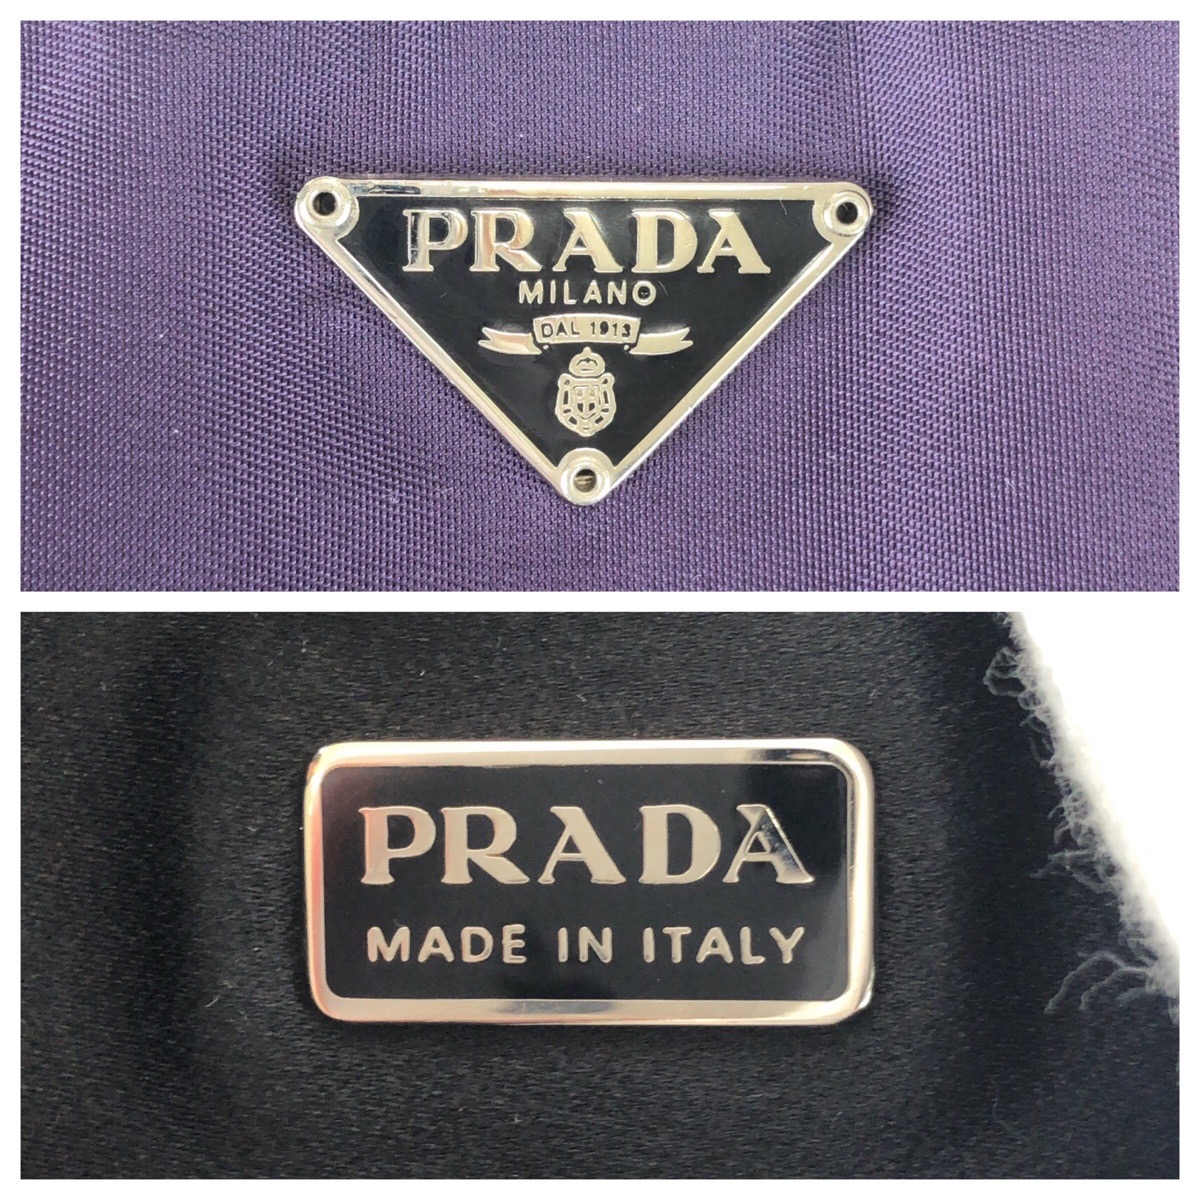 PRADA
MILANO
DAL 1913
PRADA
MADE IN ITALY